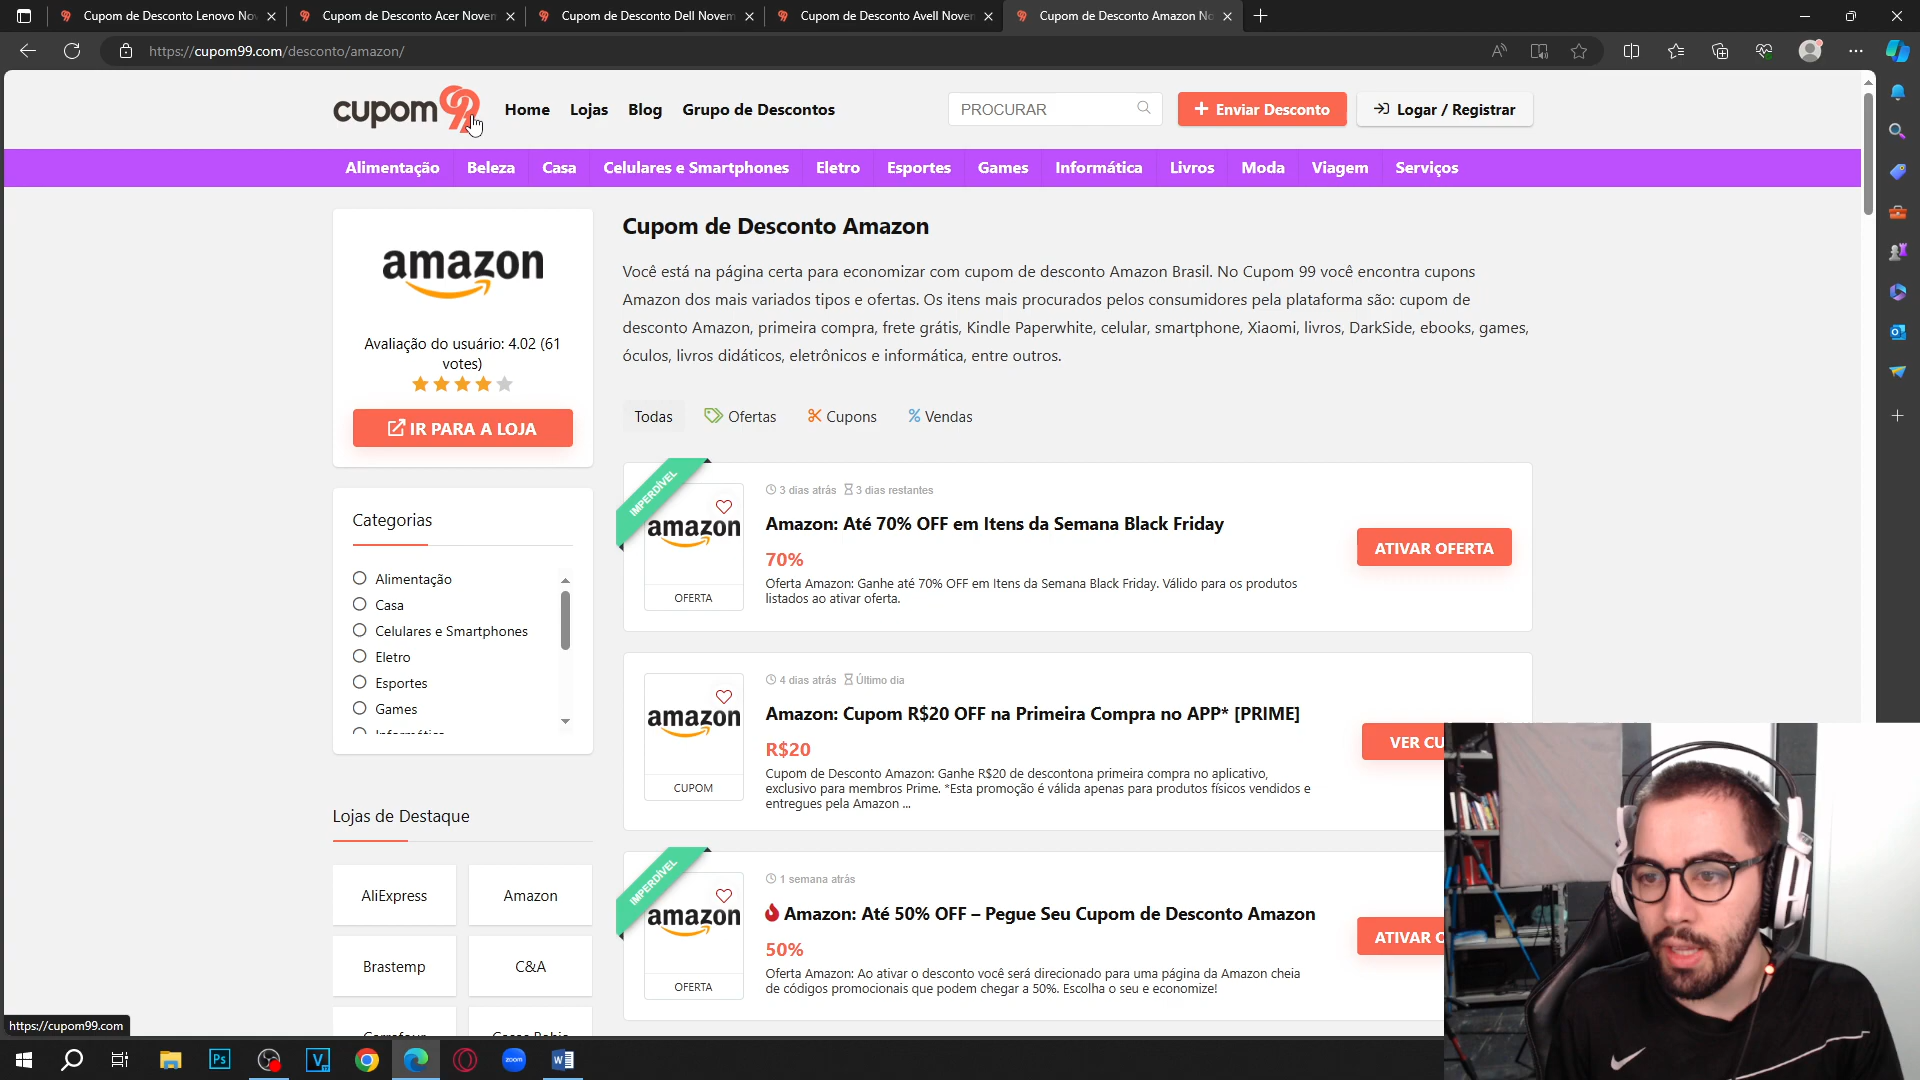 Cupom de Desconto Lenovo No
Cupom de Desconto Acer Novem
Cupom de Desconto Dell Novem
Cupom de Desconto Avell Novem
Cupom de Desconto Amazon No
https://cupom99.com/desconto/amazon/
cupom99
Home
Lojas
Blog
Grupo de Descontos
PROCURAR
Enviar Desconto
Logar / Registrar
Alimentação
Beleza
Casa
Celulares e Smartphones
Eletro
Esportes
Games
Informática
Livros
Moda
Viagem
Serviços
amazon
Avaliação do usuário: 4.02 (61
votes)
IR PARA A LOJA
Categorias
Alimentação
Casa
Celulares e Smartphones
Eletro
Esportes
Games
Informática
Lojas de Destaque
AliExpress
Amazon
Brastemp
C&A
Carrefour
Casas Bahia
Cupom de Desconto Amazon
Você está na página certa para economizar com cupom de desconto Amazon Brasil. No Cupom 99 você encontra cupons
Amazon dos mais variados tipos e ofertas. Os itens mais procurados pelos consumidores pela plataforma são: cupom de
desconto Amazon, primeira compra, frete grátis, Kindle Paperwhite, celular, smartphone, Xiaomi, livros, DarkSide, ebooks, games,
óculos, livros didáticos, eletrônicos e informática, entre outros.
Todas
Ofertas
Cupons
Vendas
IMPERDÍVEL
amazon
OFERTA
3 dias atrás
3 dias restantes
Amazon: Até 70% OFF em Itens da Semana Black Friday
70%
Oferta Amazon: Ganhe até 70% OFF em Itens da Semana Black Friday. Válido para os produtos
listados ao ativar oferta.
ATIVAR OFERTA
amazon
CUPOM
4 dias atrás
Último dia
Amazon: Cupom R$20 OFF na Primeira Compra no APP* [PRIME]
R$20
Cupom de Desconto Amazon: Ganhe R$20 de descontona primeira compra no aplicativo,
exclusivo para membros Prime. *Esta promoção é válida apenas para produtos físicos vendidos e
entregues pela Amazon ...
VER CU
IMPERDÍVEL
amazon
OFERTA
1 semana atrás
Amazon: Até 50% OFF – Pegue Seu Cupom de Desconto Amazon
50%
Oferta Amazon: Ao ativar o desconto você será direcionado para uma página da Amazon cheia
de códigos promocionais que podem chegar a 50%. Escolha o seu e economize!
ATIVAR O
https://cupom99.com
Ps
V
zoom
W